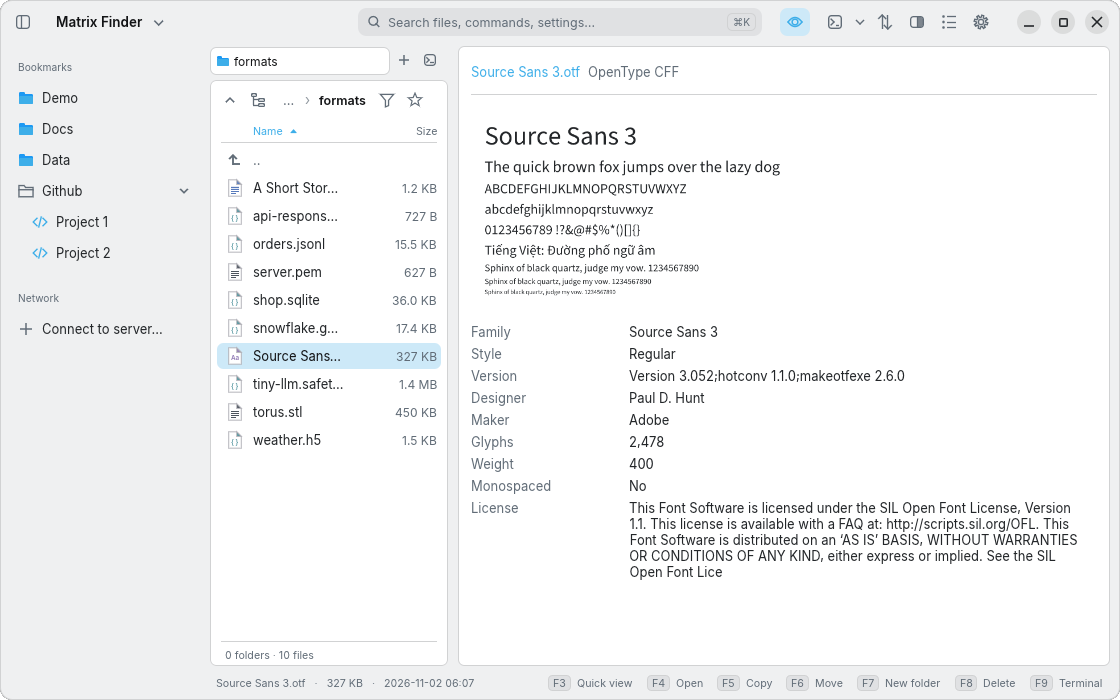 Matrix Finder
Search files, commands, settings...
⌘K
Bookmarks
Demo
Docs
Data
Github
Project 1
Project 2
Network
Connect to server...
formats
... › formats
Name Size
..
A Short Stor... 1.2 KB
api-respons... 727 B
orders.jsonl 15.5 KB
server.pem 627 B
shop.sqlite 36.0 KB
snowflake.g... 17.4 KB
Source Sans... 327 KB
tiny-llm.safet... 1.4 MB
torus.stl 450 KB
weather.h5 1.5 KB
0 folders · 10 files
Source Sans 3.otf OpenType CFF
Source Sans 3
The quick brown fox jumps over the lazy dog
ABCDEFGHIJKLMNOPQRSTUVWXYZ
abcdefghijklmnopqrstuvwxyz
0123456789 !?&@#$%*()[]{}
Tiếng Việt: Đường phố ngữ âm
Sphinx of black quartz, judge my vow. 1234567890
Sphinx of black quartz, judge my vow. 1234567890
Sphinx of black quartz, judge my vow. 1234567890
Family Source Sans 3
Style Regular
Version Version 3.052;hotconv 1.1.0;makeotfexe 2.6.0
Designer Paul D. Hunt
Maker Adobe
Glyphs 2,478
Weight 400
Monospaced No
License This Font Software is licensed under the SIL Open Font License, Version
1.1. This license is available with a FAQ at: http://scripts.sil.org/OFL. This
Font Software is distributed on an ‘AS IS’ BASIS, WITHOUT WARRANTIES
OR CONDITIONS OF ANY KIND, either express or implied. See the SIL
Open Font Lice
Source Sans 3.otf · 327 KB · 2026-11-02 06:07
F3 Quick view F4 Open F5 Copy F6 Move F7 New folder F8 Delete F9 Terminal